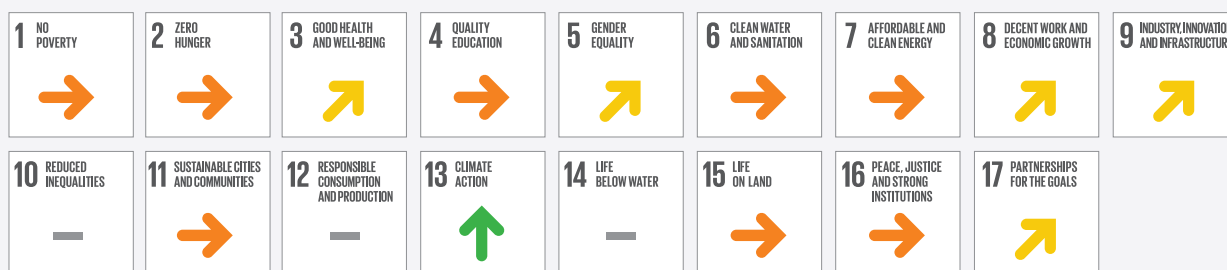 1 NO
POVERTY
2 ZERO
HUNGER
3 GOOD HEALTH
AND WELL-BEING
4 QUALITY
EDUCATION
5 GENDER
EQUALITY
6 CLEAN WATER
AND SANITATION
7 AFFORDABLE AND
CLEAN ENERGY
8 DECENT WORK AND
ECONOMIC GROWTH
9 INDUSTRY, INNOVATIO
AND INFRASTRUCTUR
10 REDUCED
INEQUALITIES
11 SUSTAINABLE CITIES
AND COMMUNITIES
12 RESPONSIBLE
CONSUMPTION
AND PRODUCTION
13 CLIMATE
ACTION
14 LIFE
BELOW WATER
15 LIFE
ON LAND
16 PEACE, JUSTICE
AND STRONG
INSTITUTIONS
17 PARTNERSHIPS
FOR THE GOALS